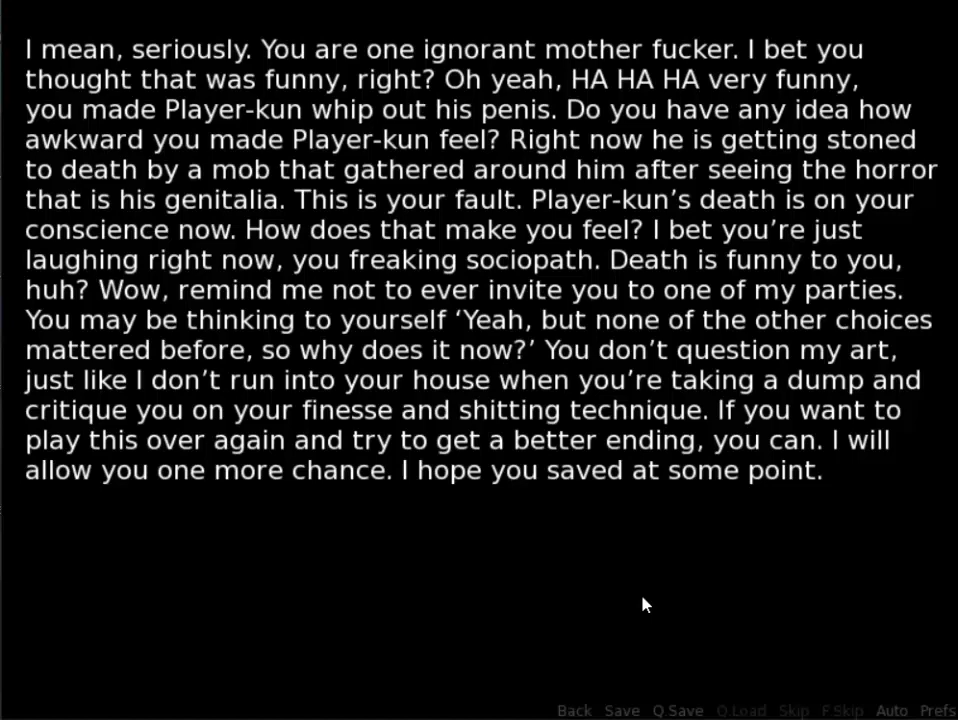 I mean, seriously. You are one ignorant mother fucker. I bet you
thought that was funny, right? Oh yeah, HA HA HA very funny,
you made Player-kun whip out his penis. Do you have any idea how
awkward you made Player-kun feel? Right now he is getting stoned
to death by a mob that gathered around him after seeing the horror
that is his genitalia. This is your fault. Player-kun’s death is on your
conscience now. How does that make you feel? I bet you’re just
laughing right now, you freaking sociopath. Death is funny to you,
huh? Wow, remind me not to ever invite you to one of my parties.
You may be thinking to yourself ‘Yeah, but none of the other choices
mattered before, so why does it now?’ You don’t question my art,
just like I don’t run into your house when you’re taking a dump and
critique you on your finesse and shitting technique. If you want to
play this over again and try to get a better ending, you can. I will
allow you one more chance. I hope you saved at some point.
Back Save Q.Save Q.Load Skip F.Skip Auto Prefs